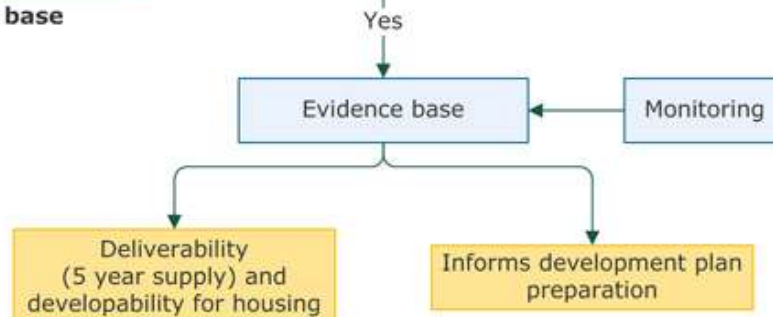 base
Yes
Evidence base
Monitoring
Deliverability
(5 year supply) and
developability for housing
Informs development plan
preparation